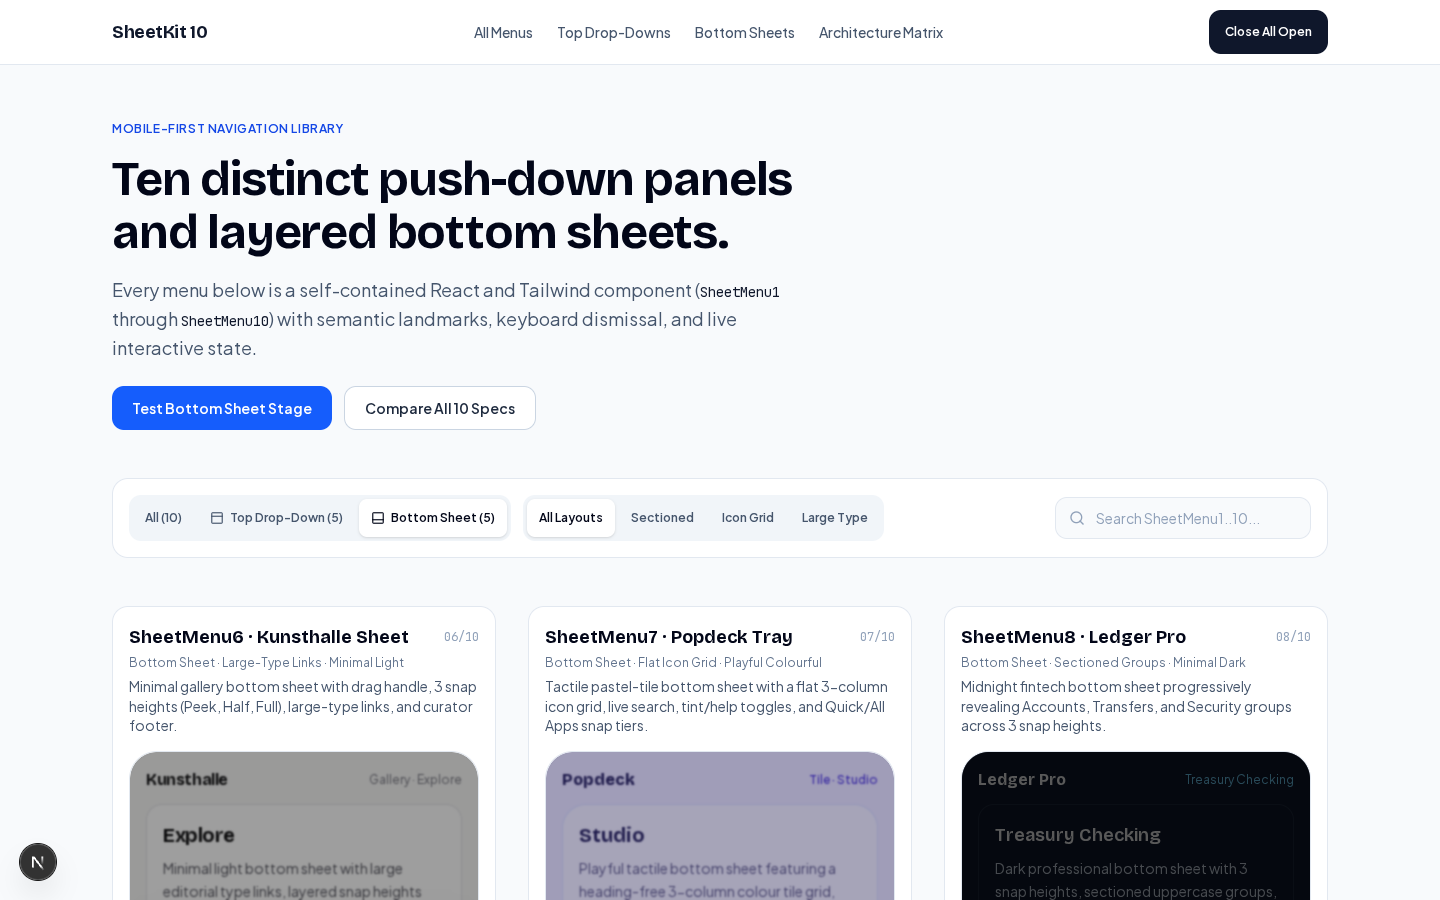 SheetKit 10
All Menus
Top Drop-Downs
Bottom Sheets
Architecture Matrix
Close All Open
MOBILE-FIRST NAVIGATION LIBRARY
Ten distinct push-down panels
and layered bottom sheets.
Every menu below is a self-contained React and Tailwind component (SheetMenu1
through SheetMenu10) with semantic landmarks, keyboard dismissal, and live
interactive state.
Test Bottom Sheet Stage
Compare All 10 Specs
All (10)
Top Drop-Down (5)
Bottom Sheet (5)
All Layouts
Sectioned
Icon Grid
Large Type
Search SheetMenu1..10...
SheetMenu6 · Kunsthalle Sheet
06/10
Bottom Sheet · Large-Type Links · Minimal Light
Minimal gallery bottom sheet with drag handle, 3 snap
heights (Peek, Half, Full), large-type links, and curator
footer.
Kunsthalle
Gallery · Explore
Explore
Minimal light bottom sheet with large
editorial type links, layered snap heights
SheetMenu7 · Popdeck Tray
07/10
Bottom Sheet · Flat Icon Grid · Playful Colourful
Tactile pastel-tile bottom sheet with a flat 3-column
icon grid, live search, tint/help toggles, and Quick/All
Apps snap tiers.
Popdeck
Tile · Studio
Studio
Playful tactile bottom sheet featuring a
heading-free 3-column colour tile grid,
SheetMenu8 · Ledger Pro
08/10
Bottom Sheet · Sectioned Groups · Minimal Dark
Midnight fintech bottom sheet progressively
revealing Accounts, Transfers, and Security groups
across 3 snap heights.
Ledger Pro
Treasury Checking
Treasury Checking
Dark professional bottom sheet with 3
snap heights, sectioned uppercase groups,
N